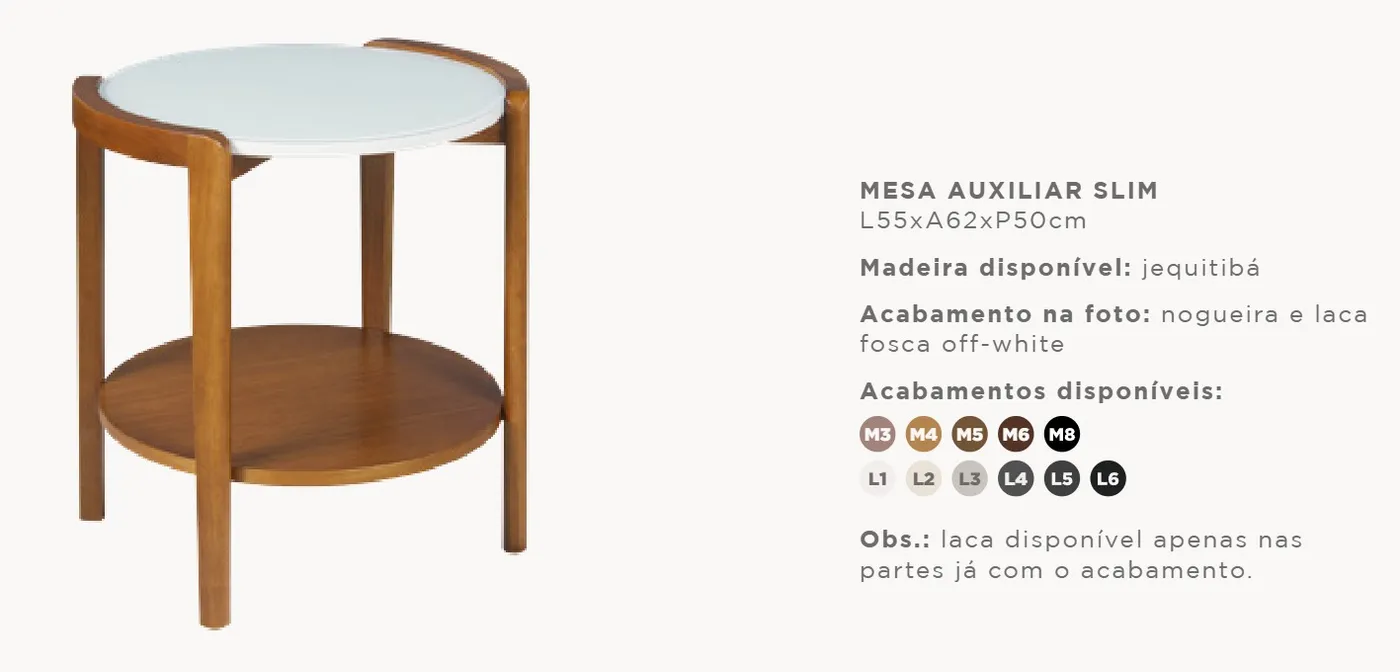 MESA AUXILIAR SLIM
L55xA62xP50cm
Madeira disponível: jequitibá
Acabamento na foto: nogueira e laca
fosca off-white
Acabamentos disponíveis:
M3 M4 M5 M6 M8
L1 L2 L3 L4 L5 L6
Obs.: laca disponível apenas nas
partes já com o acabamento.